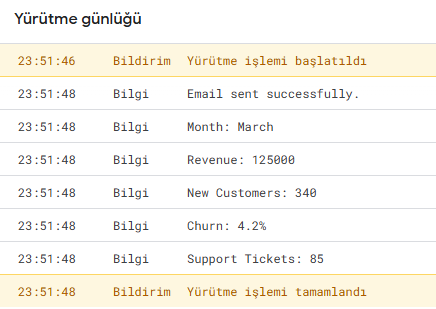 Yürütme günlüğü
23:51:46 Bildirim Yürütme işlemi başlatıldı
23:51:48 Bilgi Email sent successfully.
23:51:48 Bilgi Month: March
23:51:48 Bilgi Revenue: 125000
23:51:48 Bilgi New Customers: 340
23:51:48 Bilgi Churn: 4.2%
23:51:48 Bilgi Support Tickets: 85
23:51:48 Bildirim Yürütme işlemi tamamlandı